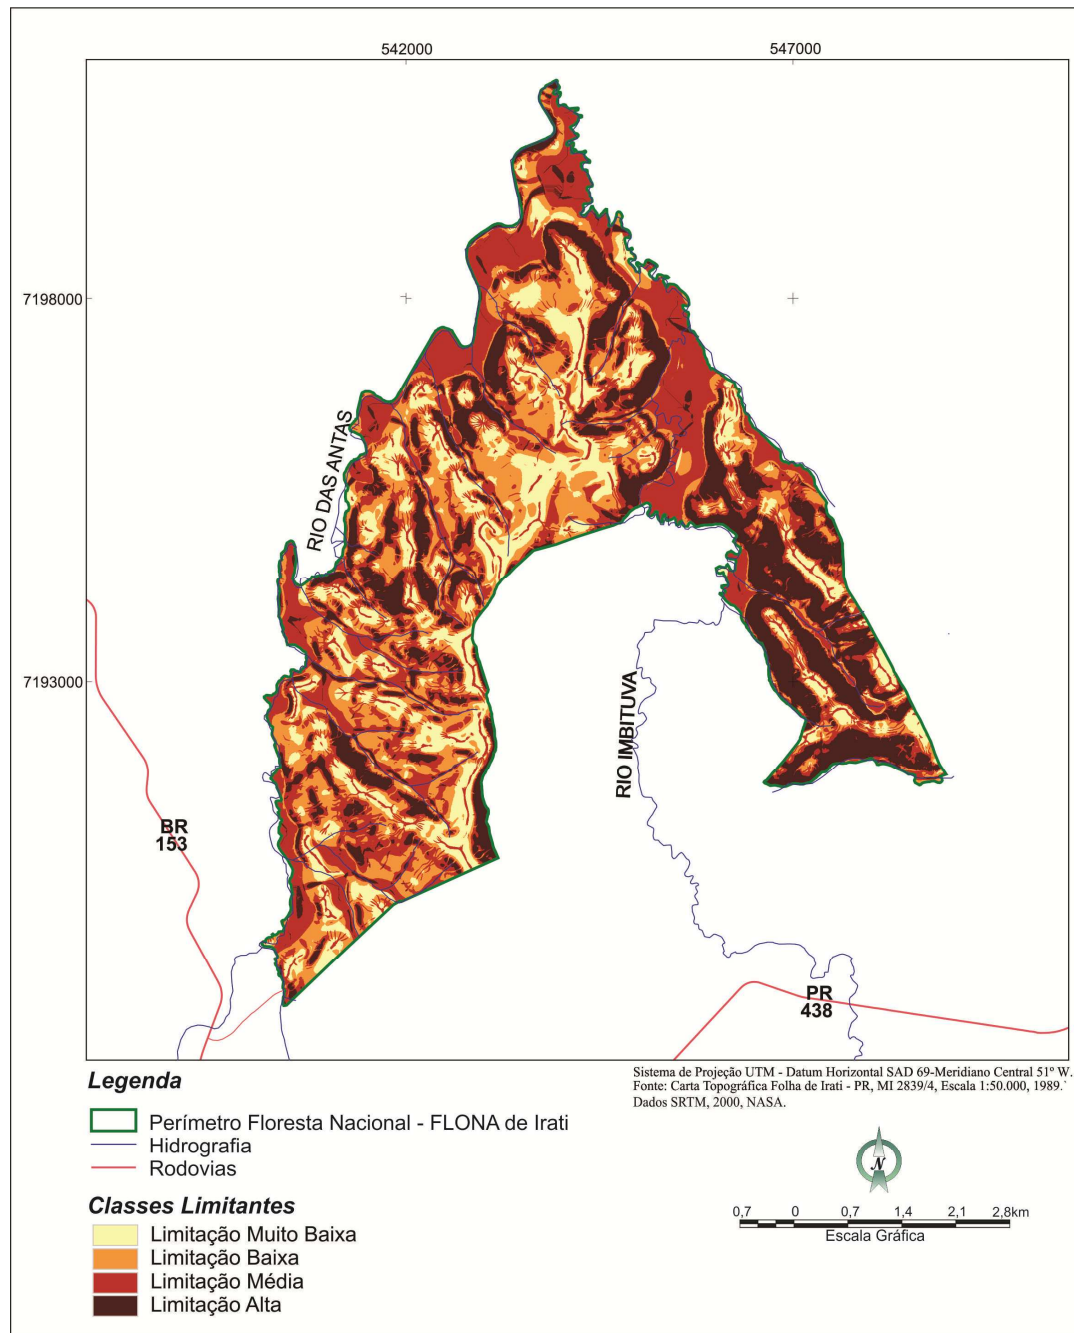 542000
547000
7198000
RIO DAS ANTAS
7193000
RIO IMBITUVA
BR
153
PR
438
Legenda
Perímetro Floresta Nacional - FLONA de Irati
Hidrografia
Rodovias
Classes Limitantes
Limitação Muito Baixa
Limitação Baixa
Limitação Média
Limitação Alta
Sistema de Projeção UTM - Datum Horizontal SAD 69-Meridiano Central 51º W.
Fonte: Carta Topográfica Folha de Irati - PR, MI 2839/4, Escala 1:50.000, 1989.
Dados SRTM, 2000, NASA.
N
0,7 0 0,7 1,4 2,1 2,8km
Escala Gráfica